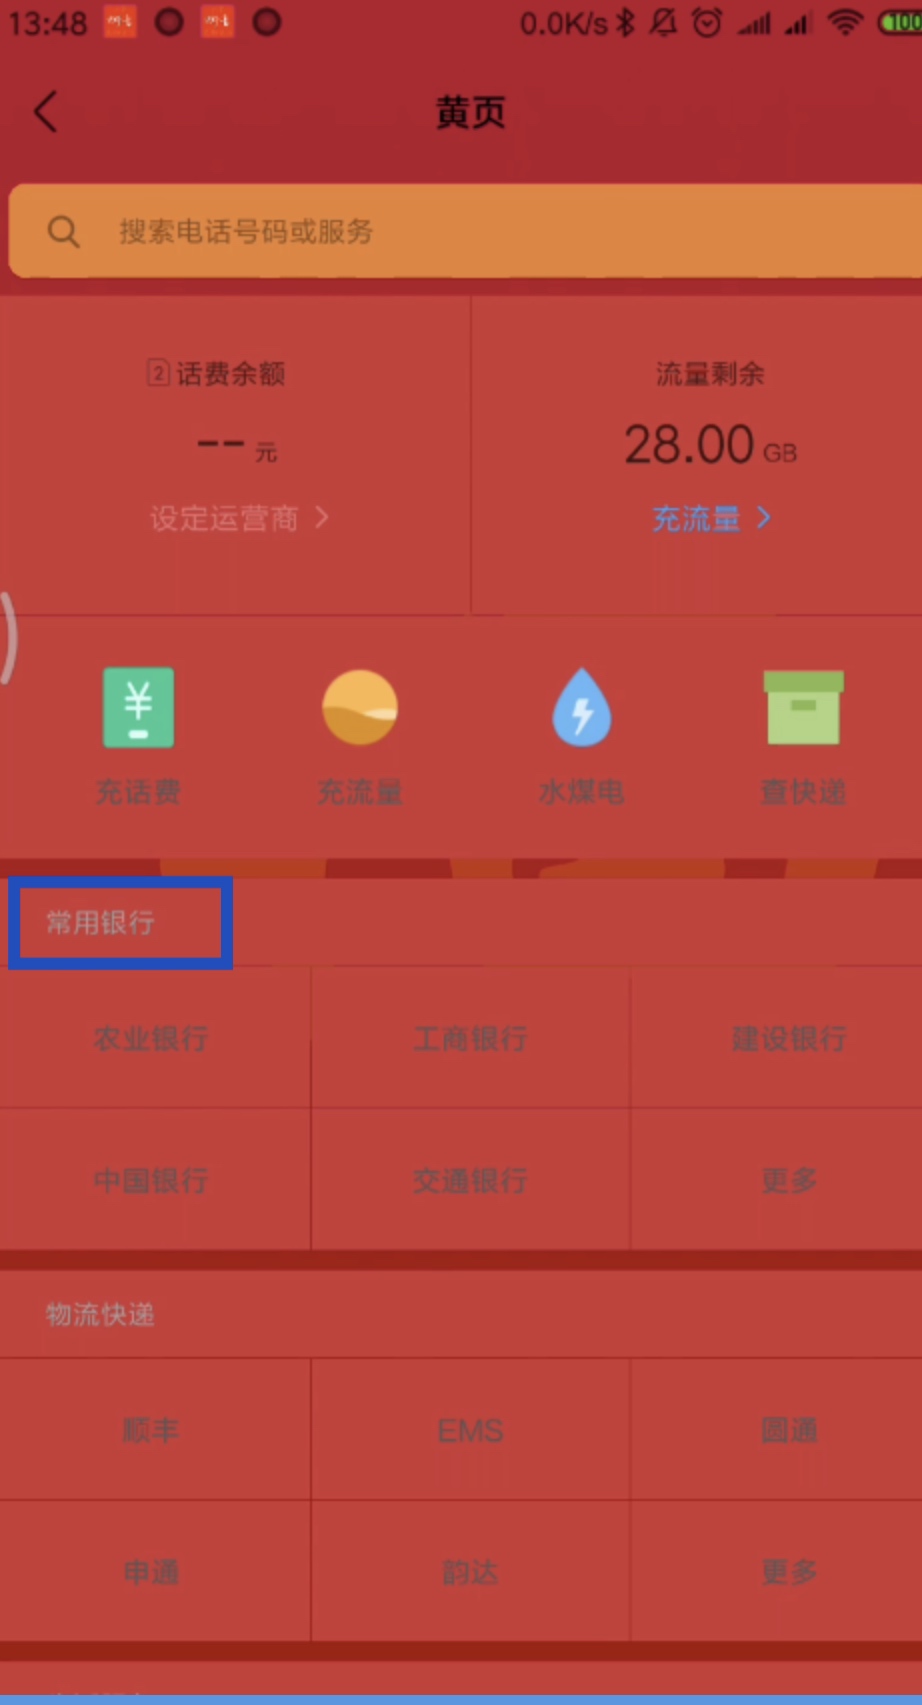 13:48 0.0K/s 100
黄页
搜索电话号码或服务
2 话费余额 流量剩余
-- 元 28.00 GB
设定运营商 > 充流量 >
充话费 充流量 水煤电 查快递
常用银行
农业银行 工商银行 建设银行
中国银行 交通银行 更多
物流快递
顺丰 EMS 圆通
申通 韵达 更多